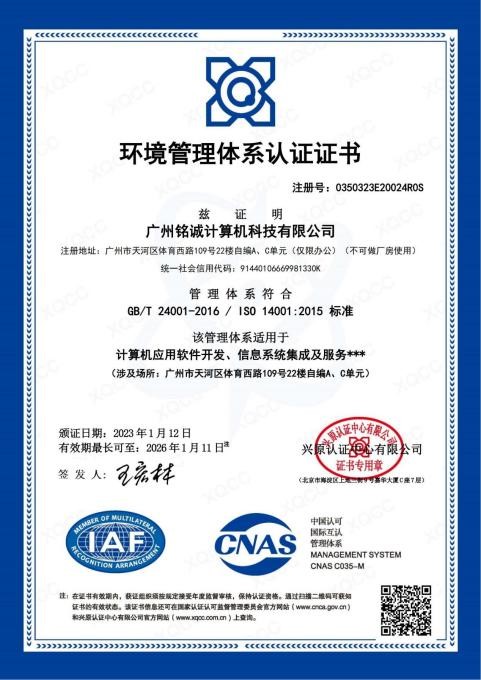 环境管理体系认证证书
注册号：0350323E20024R0S
兹 证 明
广州铭诚计算机科技有限公司
注册地址：广州市天河区体育西路109号22楼自编A、C单元（仅限办公）（不可做厂房使用）
统一社会信用代码：91440106669981330K
管 理 体 系 符 合
GB/T 24001-2016 / ISO 14001:2015 标准
该管理体系适用于
计算机应用软件开发、信息系统集成及服务***
（涉及场所：广州市天河区体育西路109号22楼自编A、C单元）
颁证日期：2023年1月12日
有效期最长可至：2026年1月11日注
签 发 人：
兴原认证中心有限公司
兴原认证中心有限公司
证书专用章
（北京市海淀区上地三街9号嘉华大厦C座7层）
MEMBER OF MULTILATERAL
IAF
RECOGNITION ARRANGEMENT
CNAS
中国认可
国际互认
管理体系
MANAGEMENT SYSTEM
CNAS C035-M
注：在证书有效期内，获证组织须按规定接受年度监督审核，保持认证资格。通过扫描二维码可获知
证书的有效状态。该证书信息还可在国家认证认可监督管理委员会官方网站（www.cnca.gov.cn）
和兴原认证中心有限公司官方网站（www.xqcc.com.cn）上查询。